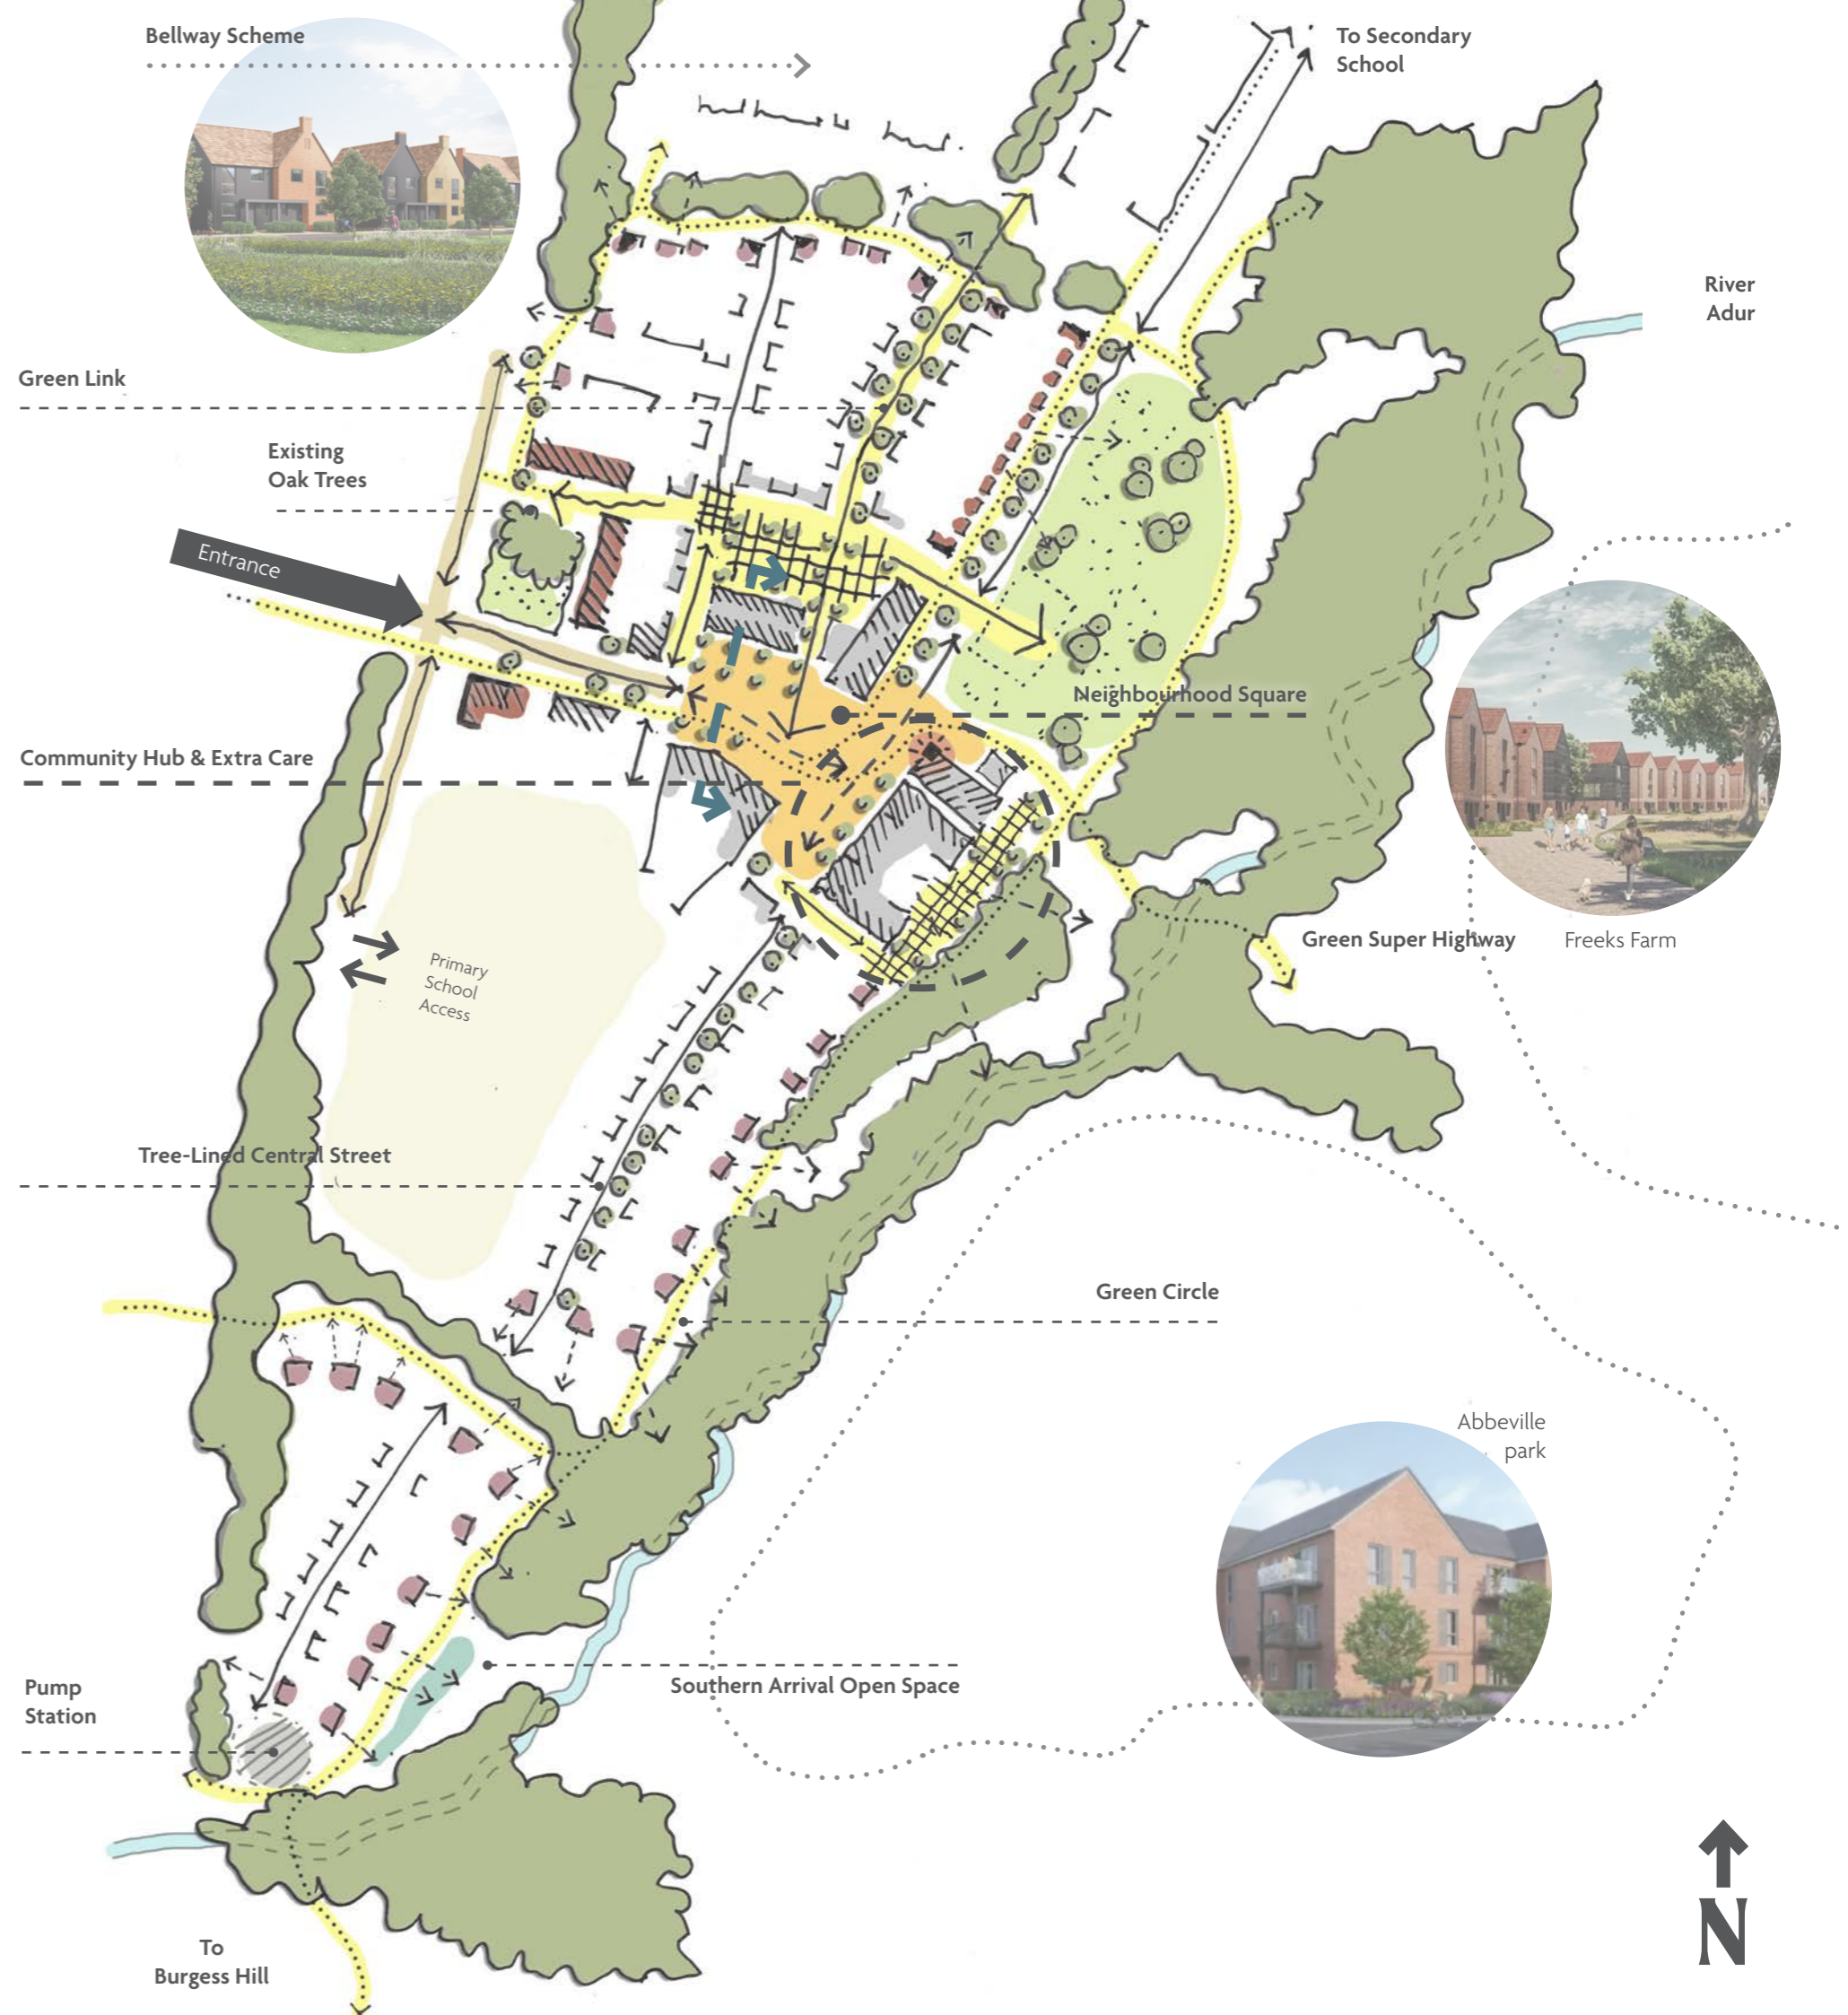 Bellway Scheme
To Secondary
School
River
Adur
Green Link
Existing
Oak Trees
Entrance
Neighbourhood Square
Community Hub & Extra Care
Green Super Highway
Freeks Farm
Primary
School
Access
Tree-Lined Central Street
Green Circle
Abbeville
park
Southern Arrival Open Space
Pump
Station
To
Burgess Hill
N